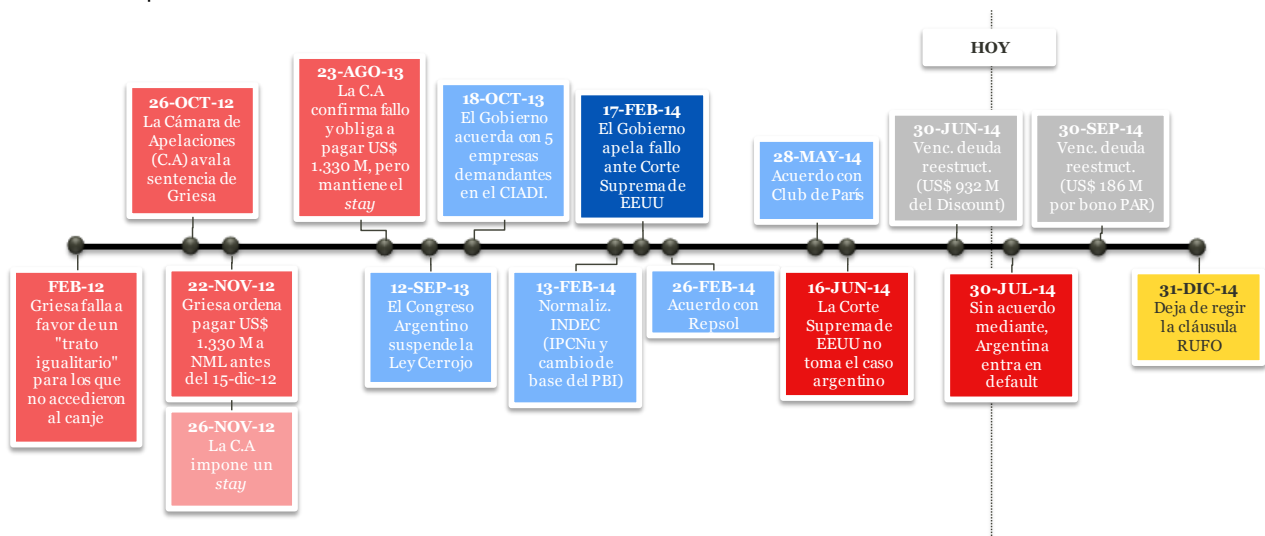 HOY
26-OCT-12
La Cámara de
Apelaciones
(C.A) avala la
sentencia de
Griesa
23-AGO-13
La C.A
confirma fallo
y obliga a
pagar US$
1.330 M, pero
mantiene el
stay
18-OCT-13
El Gobierno
acuerda con 5
empresas
demandantes
en el CIADI.
17-FEB-14
El Gobierno
apela fallo
ante Corte
Suprema de
EEUU
28-MAY-14
Acuerdo con
Club de París
30-JUN-14
Venc. deuda
reestruct.
(US$ 932 M
del Discount)
30-SEP-14
Venc. deuda
reestruct.
(US$ 186 M
por bono PAR)
FEB-12
Griesa falla a
favor de un
"trato
igualitario"
para los que
no accedieron
al canje
22-NOV-12
Griesa ordena
pagar US$
1.330 M a
NML antes
del 15-dic-12
26-NOV-12
La C.A
impone un
stay
12-SEP-13
El Congreso
Argentino
suspende la
Ley Cerrojo
13-FEB-14
Normaliz.
INDEC
(IPCNu y
cambio de
base del PBI)
26-FEB-14
Acuerdo con
Repsol
16-JUN-14
La Corte
Suprema de
EEUU no
toma el caso
argentino
30-JUL-14
Sin acuerdo
mediante,
Argentina
entra en
default
31-DIC-14
Deja de regir
la cláusula
RUFO